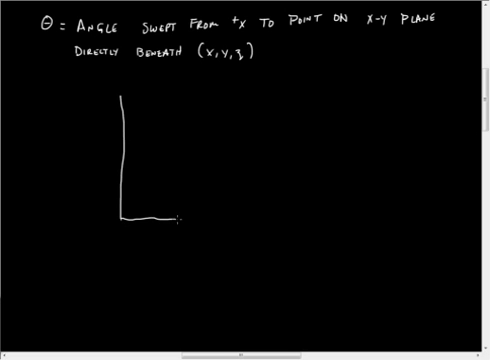 Θ = ANGLE SWEPT FROM +X TO POINT ON X-Y PLANE
DIRECTLY BENEATH (X,Y,Z)